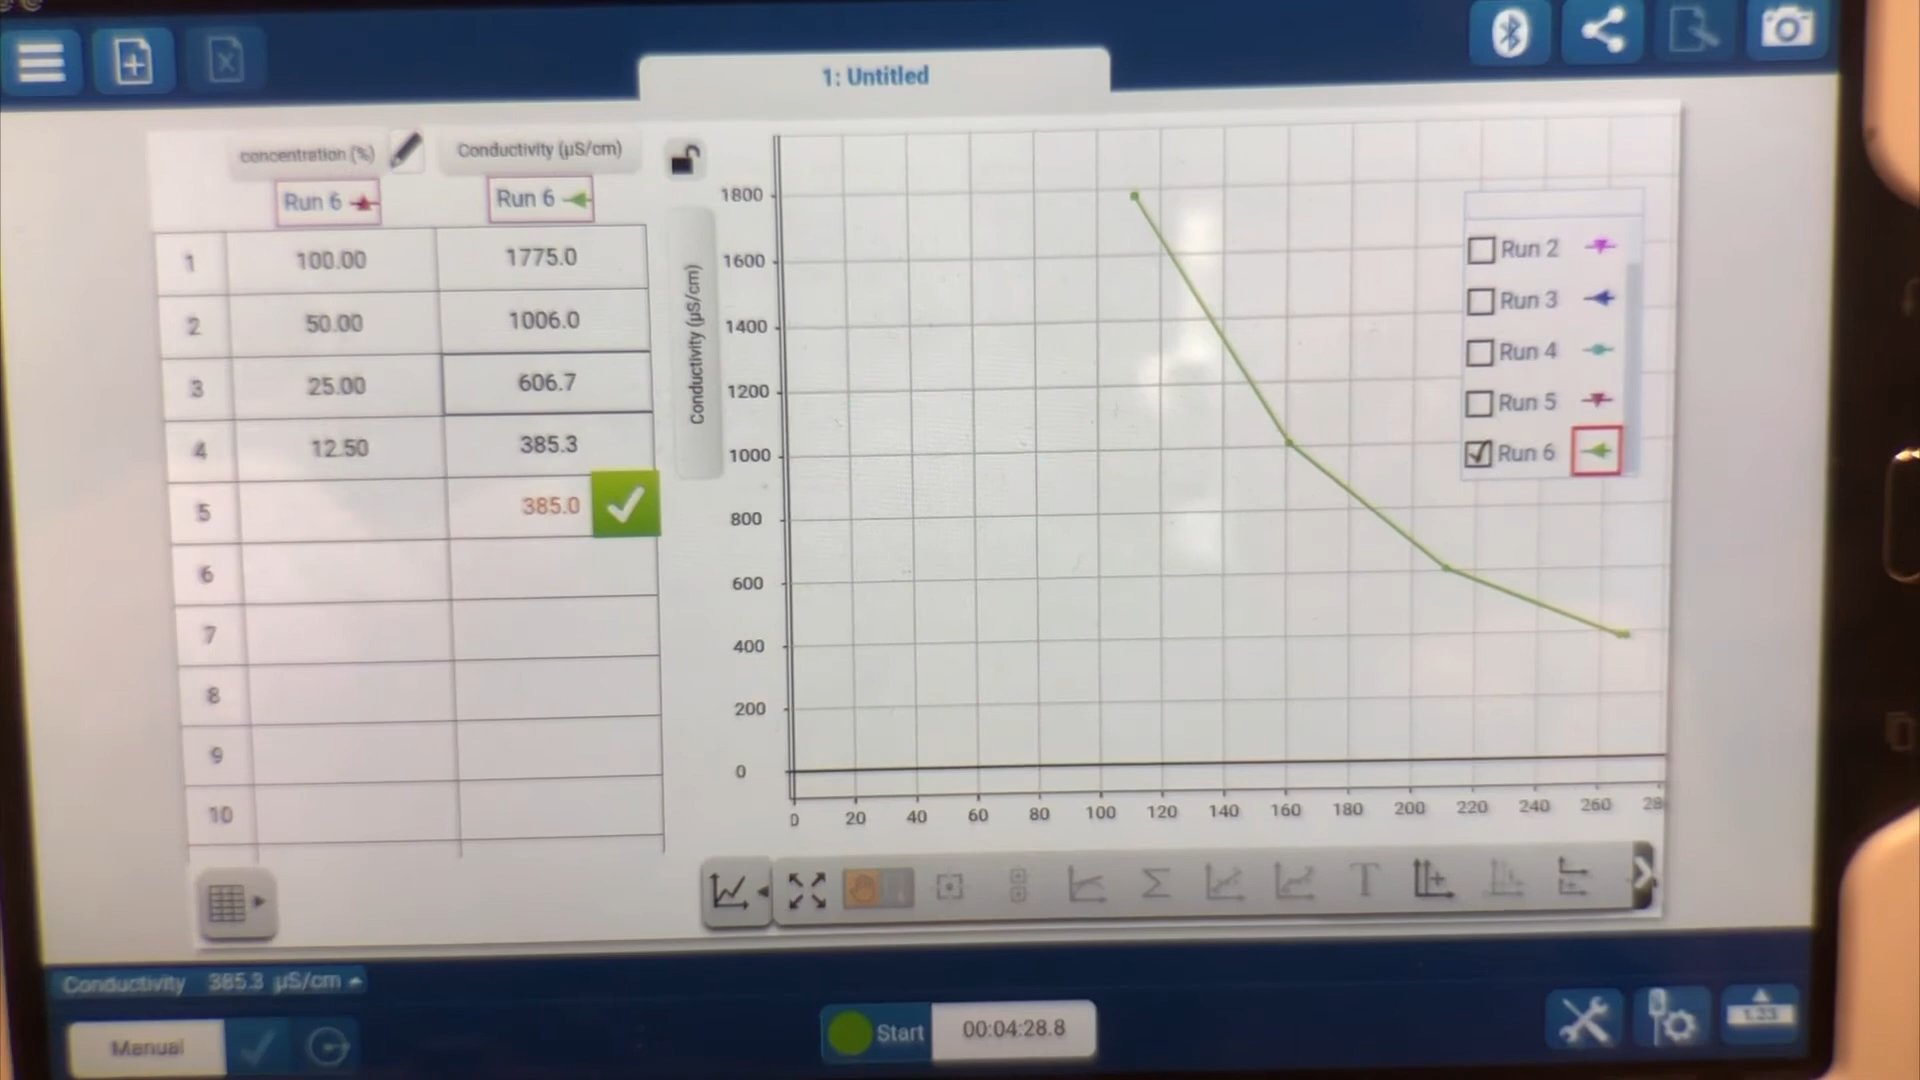 1: Untitled
concentration (%) Conductivity (µS/cm)
Run 6 Run 6
1 100.00 1775.0
2 50.00 1006.0
3 25.00 606.7
4 12.50 385.3
5 385.0
6
7
8
9
10
Conductivity (µS/cm)
1800
1600
1400
1200
1000
800
600
400
200
0
0 20 40 60 80 100 120 140 160 180 200 220 240 260 28
Run 2
Run 3
Run 4
Run 5
Run 6
Σ T
Conductivity 385.3 µS/cm
Manual
Start 00:04:28.8
1.23